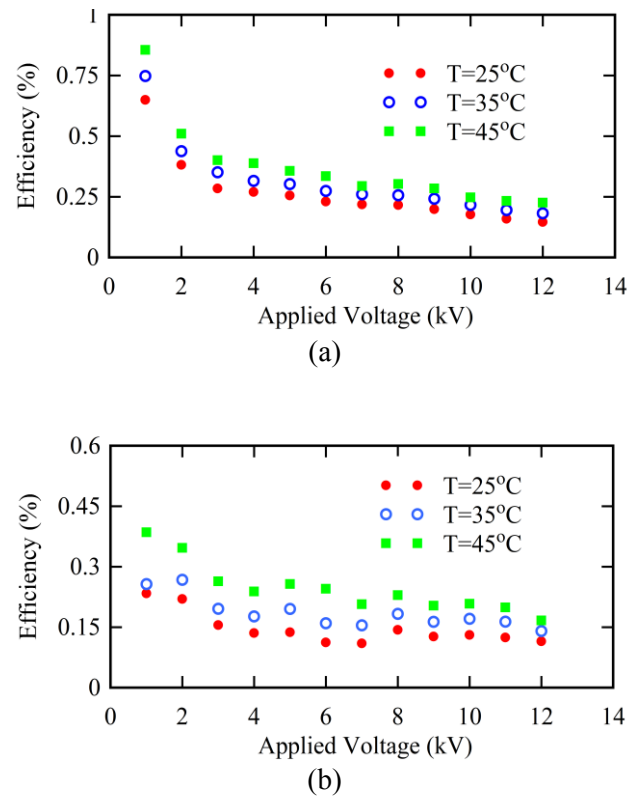 1
0.75
0.5
0.25
0
Efficiency (%)
T=25°C
T=35°C
T=45°C
0 2 4 6 8 10 12 14
Applied Voltage (kV)
(a)
0.6
0.45
0.3
0.15
0
Efficiency (%)
T=25°C
T=35°C
T=45°C
0 2 4 6 8 10 12 14
Applied Voltage (kV)
(b)